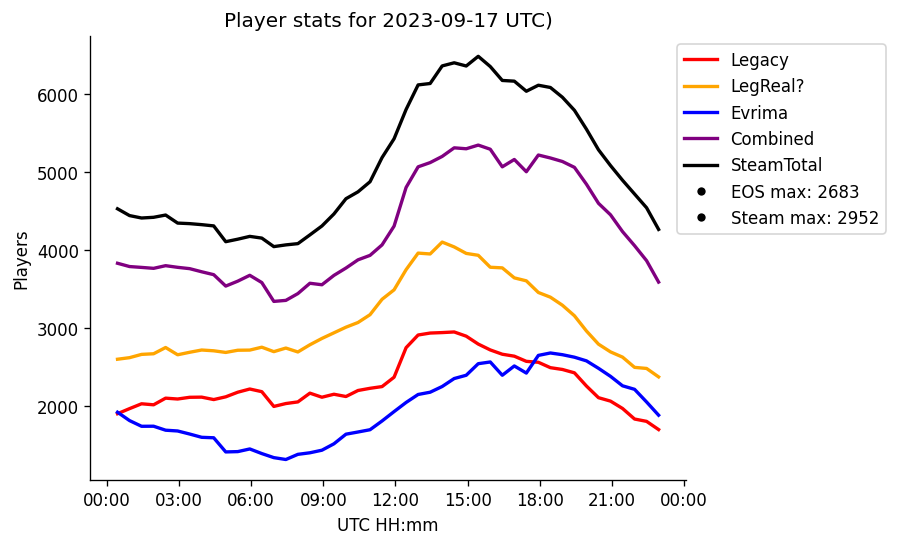 Player stats for 2023-09-17 UTC)
Legacy
LegReal?
Evrima
Combined
SteamTotal
EOS max: 2683
Steam max: 2952
Players
6000
5000
4000
3000
2000
00:00 03:00 06:00 09:00 12:00 15:00 18:00 21:00 00:00
UTC HH:mm